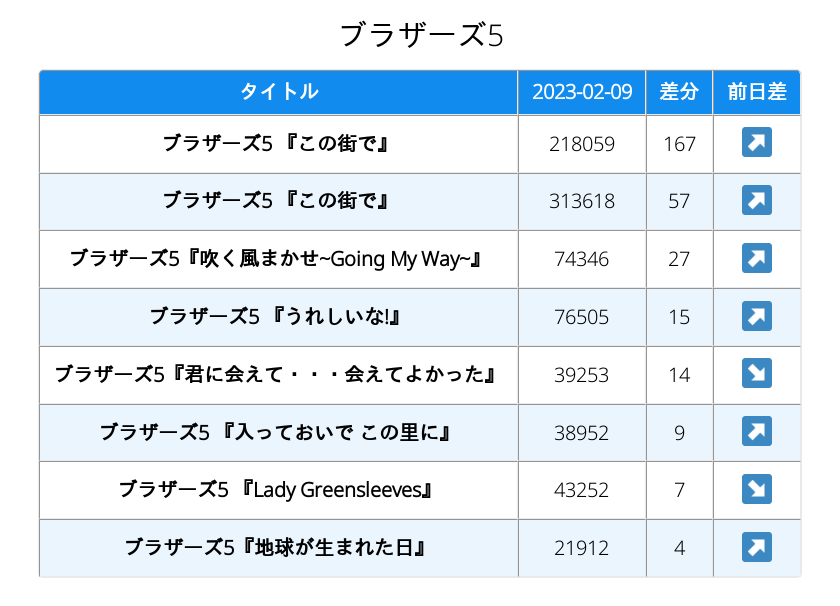 ブラザーズ5
タイトル 2023-02-09 差分 前日差
ブラザーズ5 『この街で』 218059 167 ↗
ブラザーズ5 『この街で』 313618 57 ↗
ブラザーズ5『吹く風まかせ~Going My Way~』 74346 27 ↗
ブラザーズ5 『うれしいな!』 76505 15 ↗
ブラザーズ5『君に会えて・・・会えてよかった』 39253 14 ↘
ブラザーズ5 『入っておいで この里に』 38952 9 ↗
ブラザーズ5 『Lady Greensleeves』 43252 7 ↘
ブラザーズ5『地球が生まれた日』 21912 4 ↗